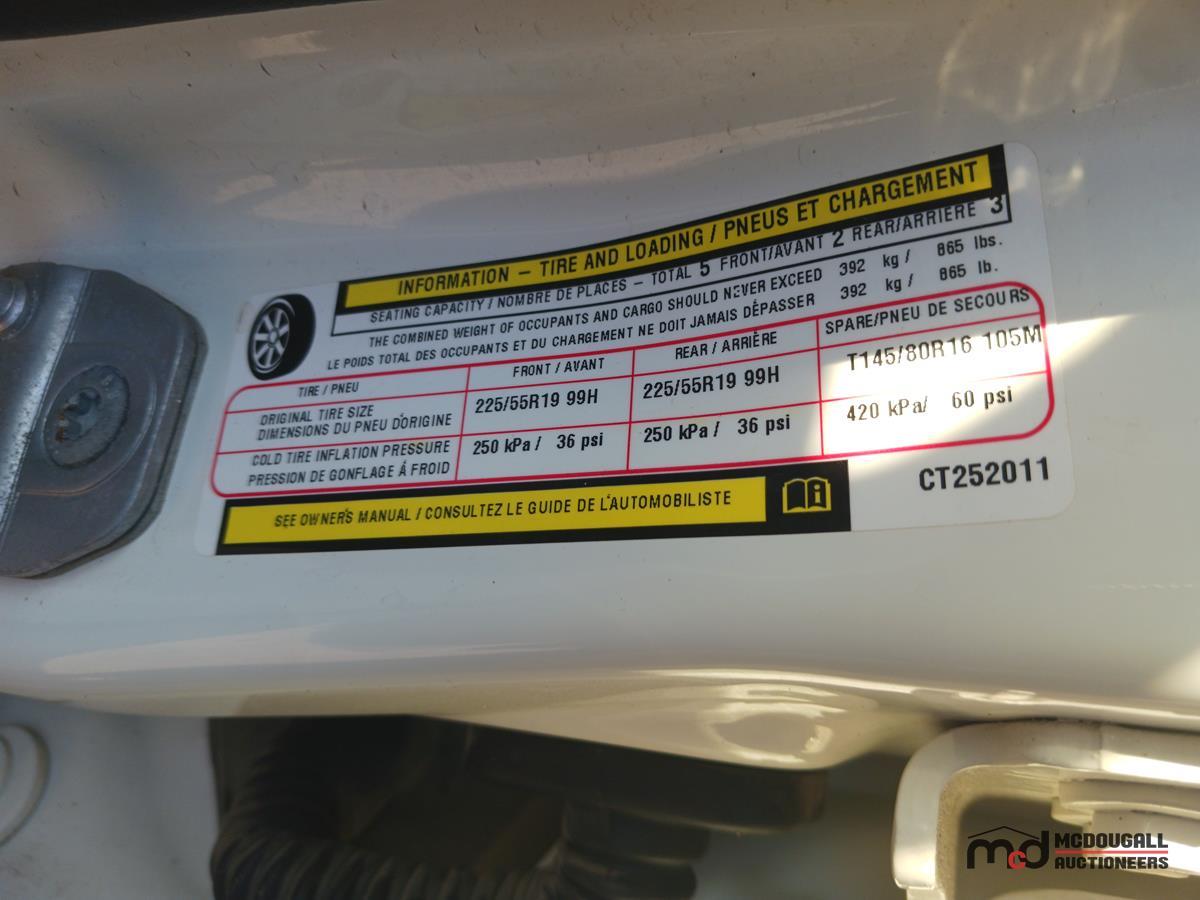 INFORMATION – TIRE AND LOADING / PNEUS ET CHARGEMENT
SEATING CAPACITY / NOMBRE DE PLACES – TOTAL 5 FRONT/AVANT 2 REAR/ARRIÈRE 3
THE COMBINED WEIGHT OF OCCUPANTS AND CARGO SHOULD NEVER EXCEED 392 kg / 865 lbs.
LE POIDS TOTAL DES OCCUPANTS ET DU CHARGEMENT NE DOIT JAMAIS DÉPASSER 392 kg / 865 lb.
TIRE / PNEU FRONT / AVANT REAR / ARRIÈRE SPARE/PNEU DE SECOURS
ORIGINAL TIRE SIZE
DIMENSIONS DU PNEU D'ORIGINE
225/55R19 99H 225/55R19 99H T145/80R16 105M
COLD TIRE INFLATION PRESSURE
PRESSION DE GONFLAGE Á FROID
250 kPa / 36 psi 250 kPa / 36 psi 420 kPa/ 60 psi
SEE OWNER'S MANUAL / CONSULTEZ LE GUIDE DE L'AUTOMOBILISTE
CT252011
mcd MCDOUGALL
AUCTIONEERS